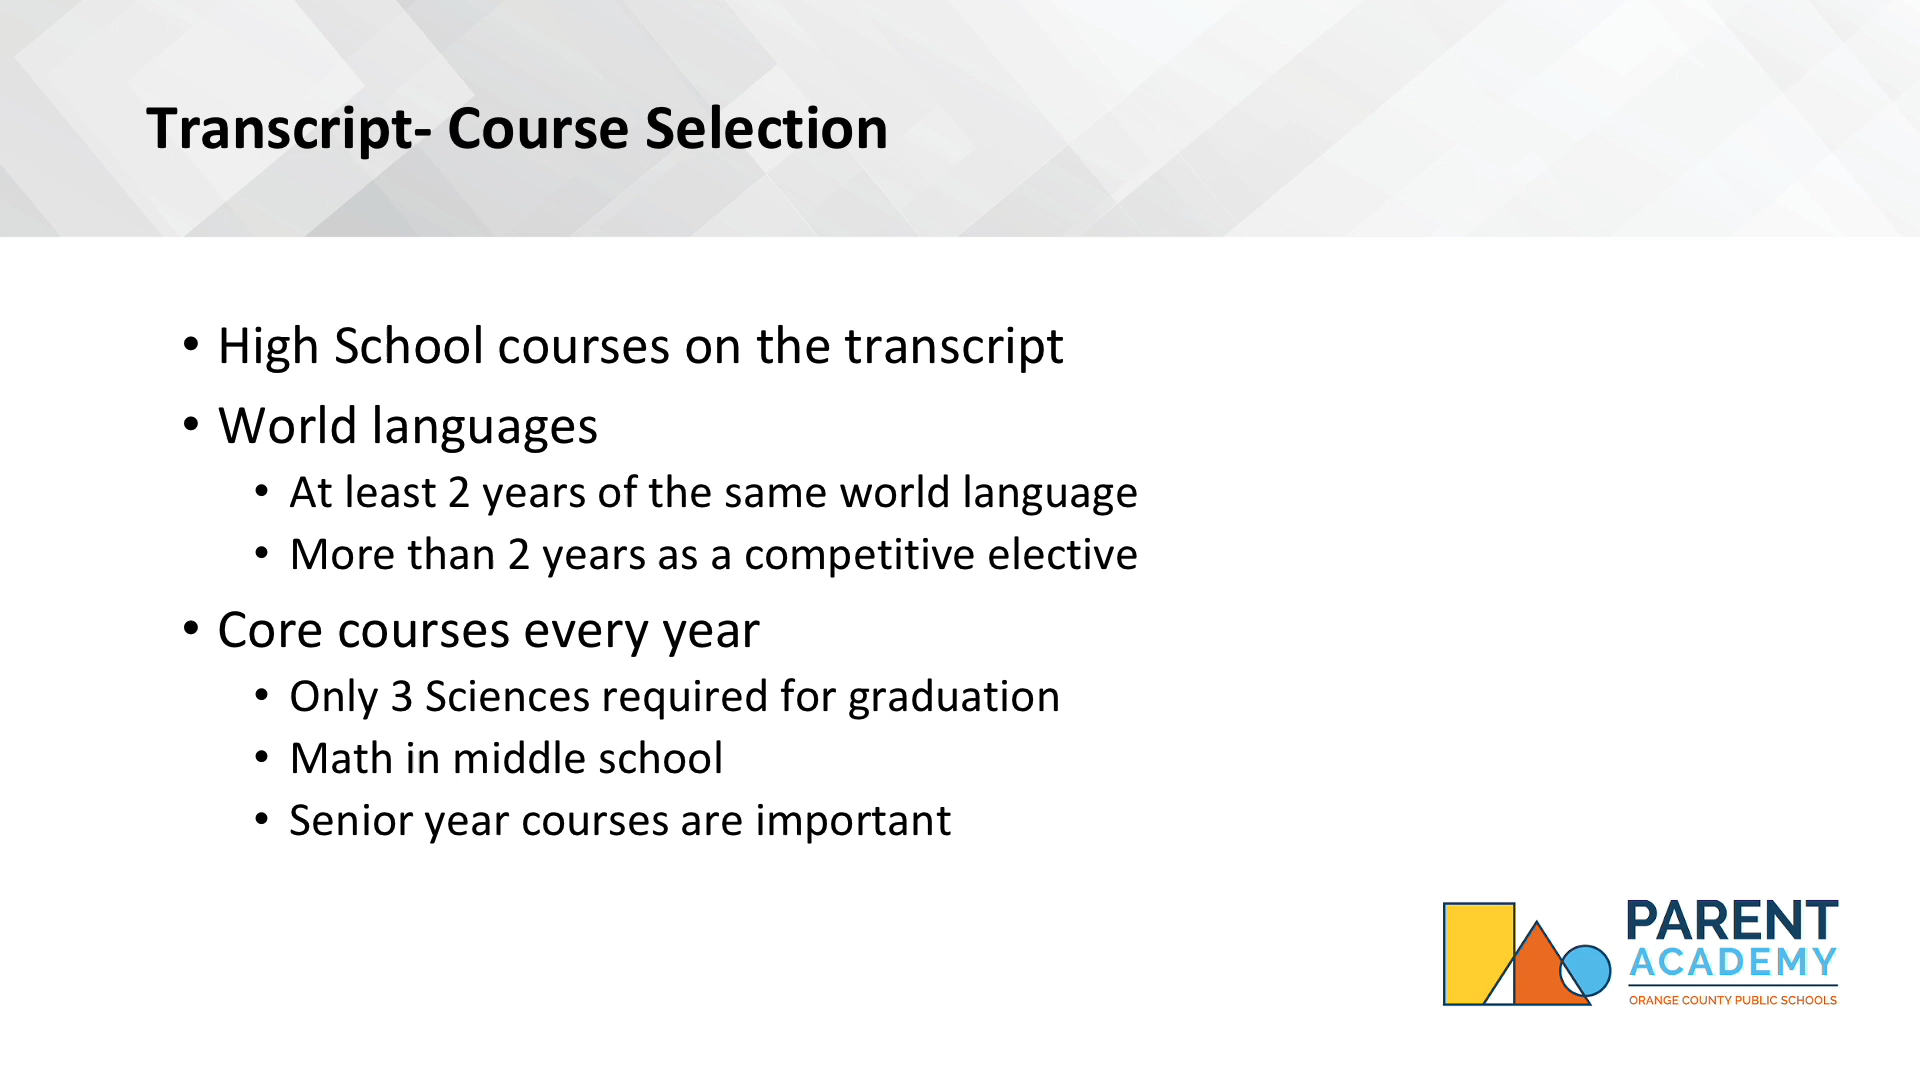 Transcript- Course Selection
• High School courses on the transcript
• World languages
• At least 2 years of the same world language
• More than 2 years as a competitive elective
• Core courses every year
• Only 3 Sciences required for graduation
• Math in middle school
• Senior year courses are important
PARENT
ACADEMY
ORANGE COUNTY PUBLIC SCHOOLS